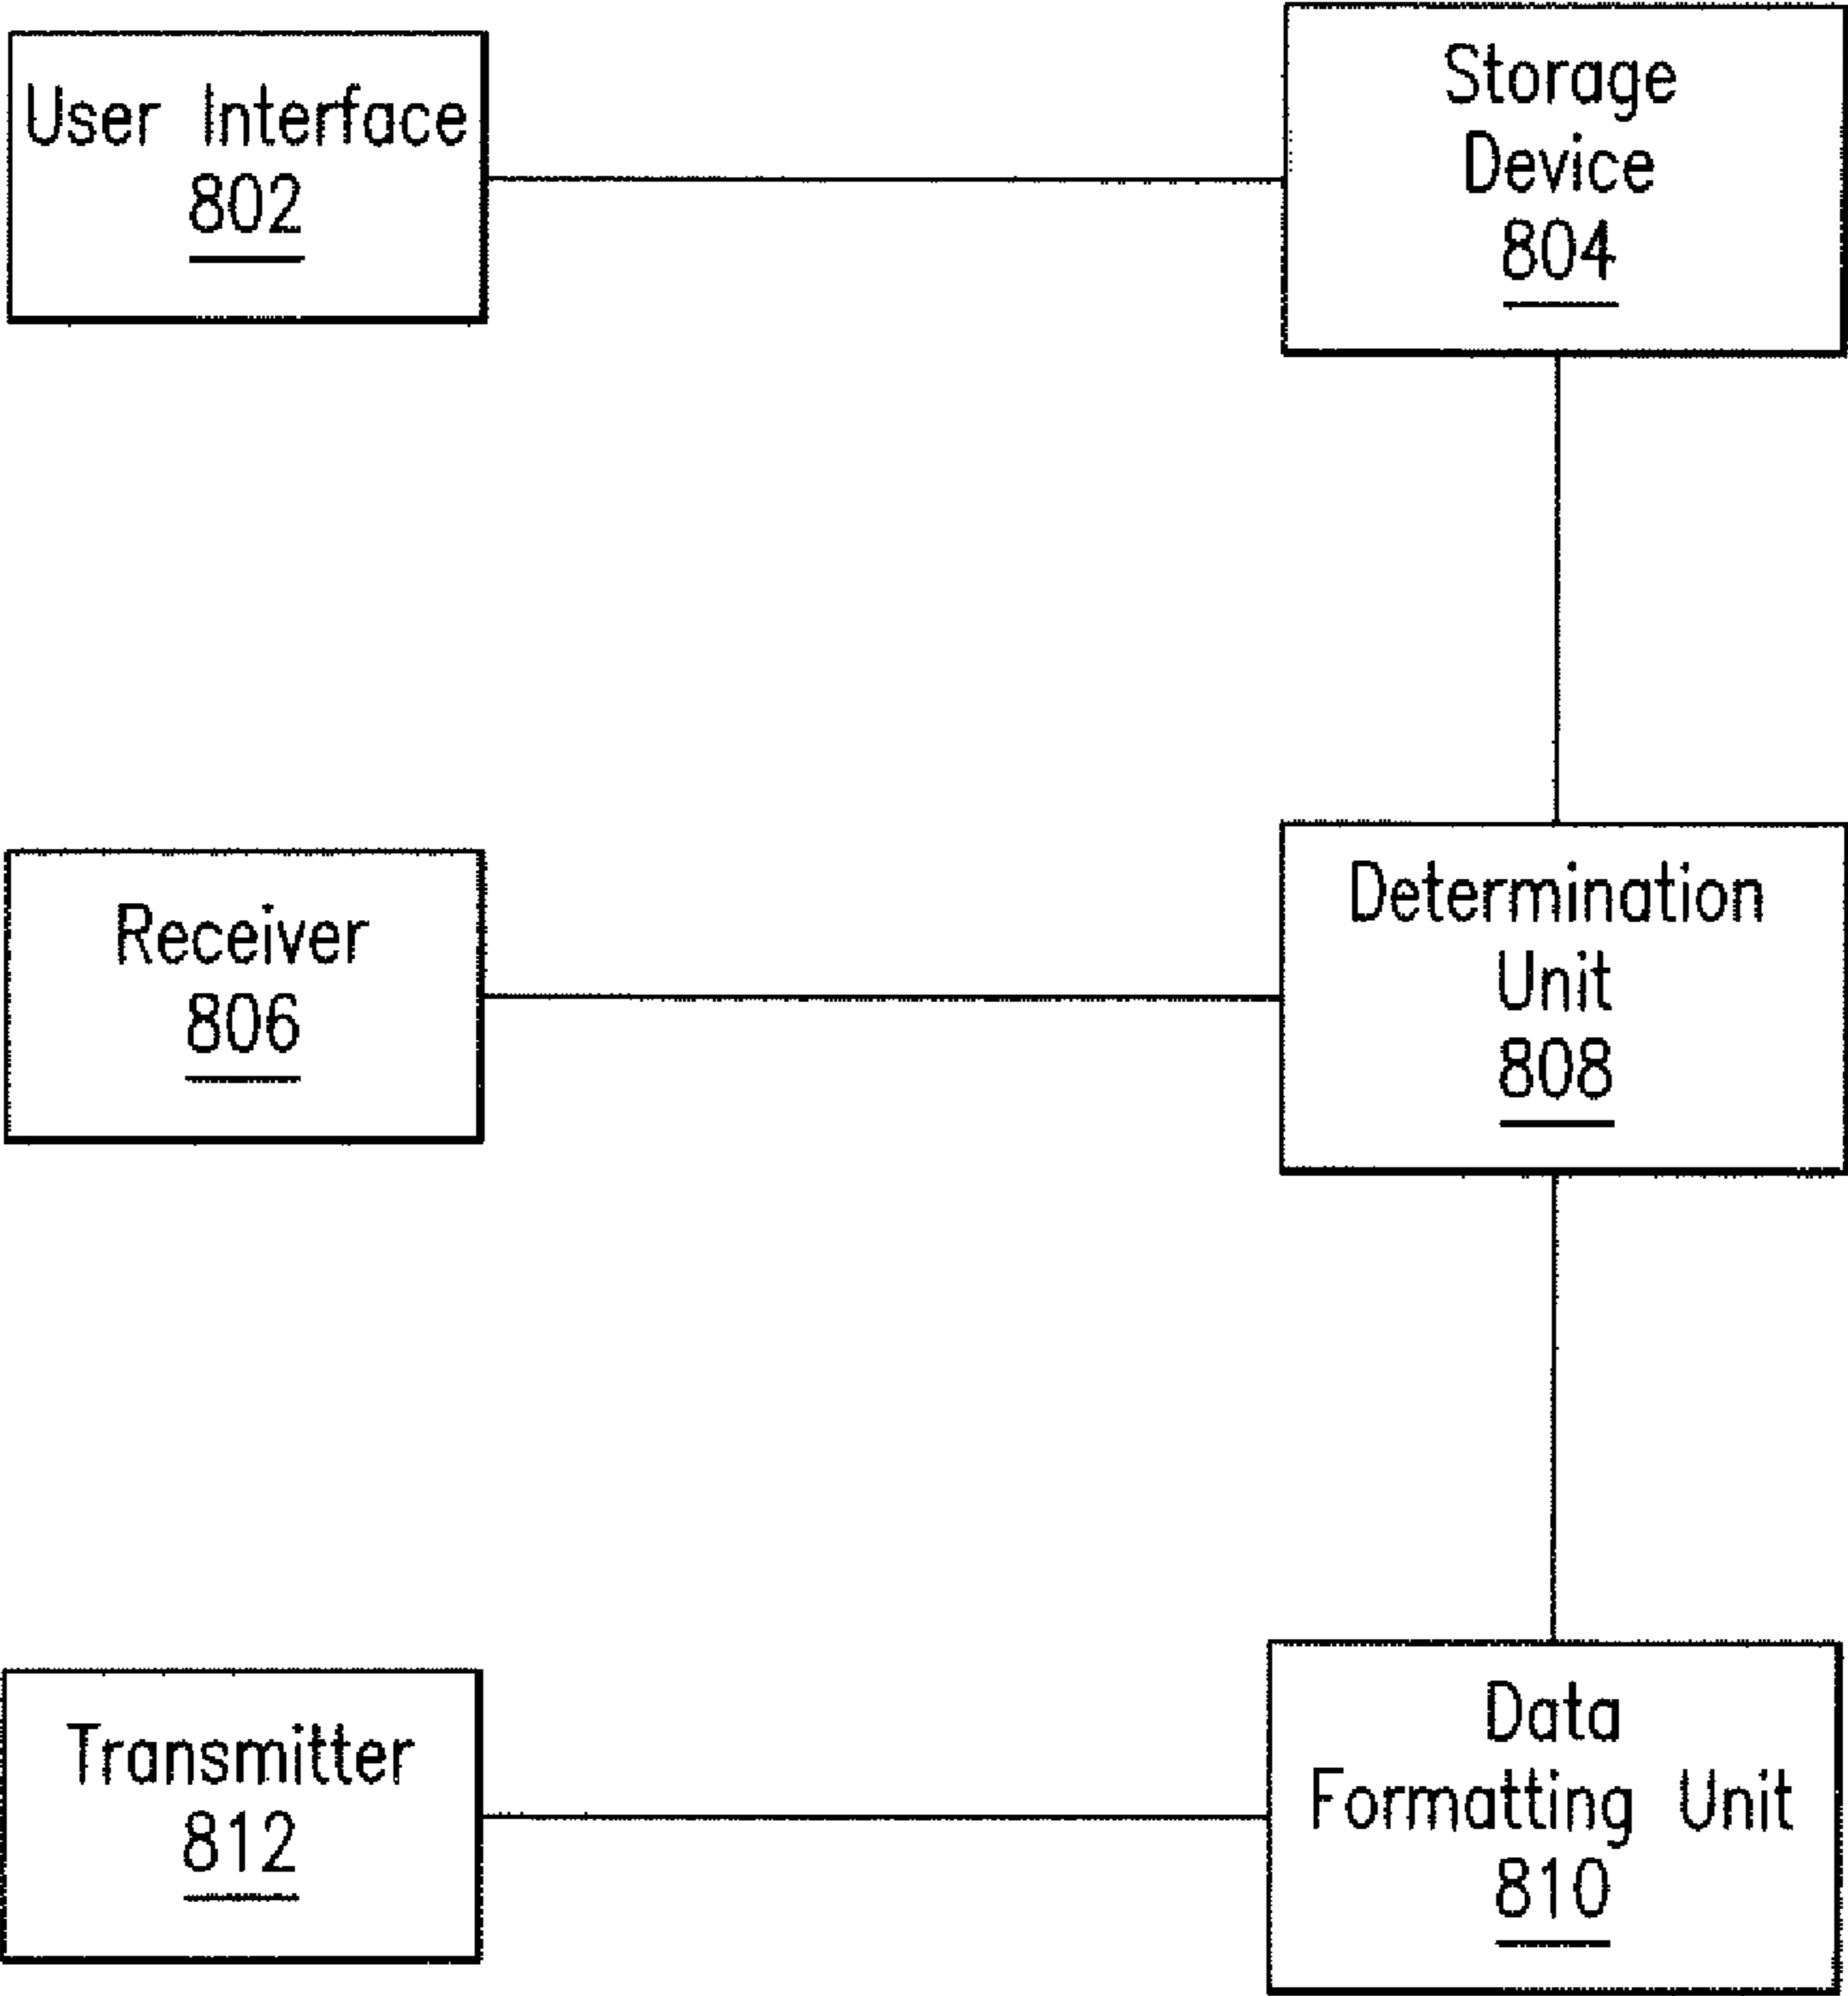 User Interface
802
Storage
Device
804
Receiver
806
Determination
Unit
808
Transmitter
812
Data
Formatting Unit
810